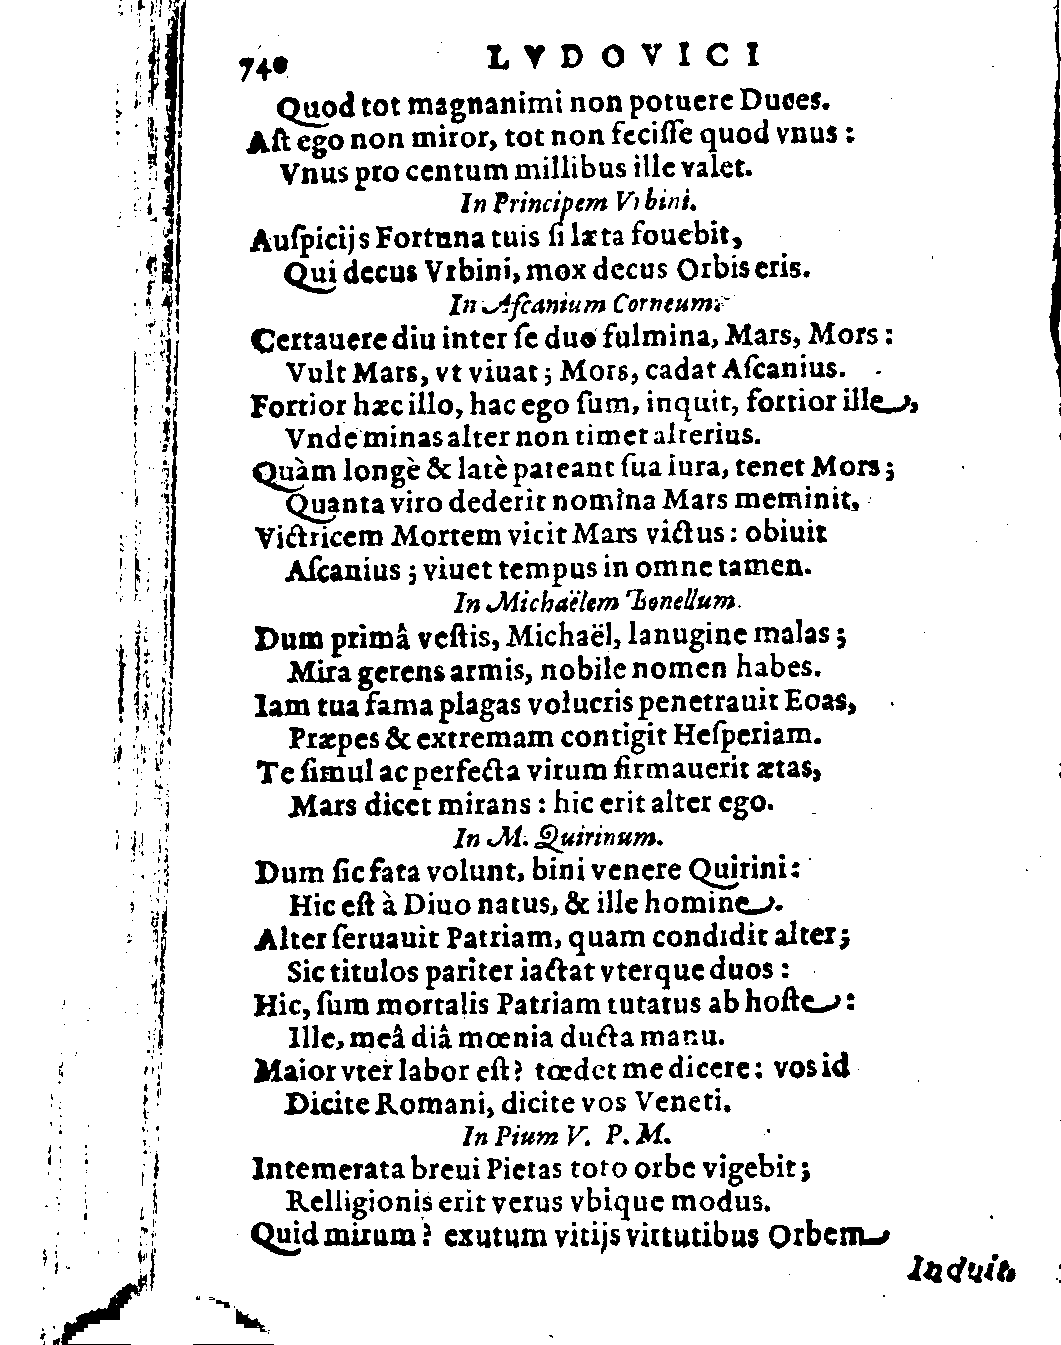 740 LVDOVICI
Quod tot magnanimi non potuere Duces.
Aſt ego non miror, tot non feciſſe quod vnus :
Vnus pro centum millibus ille valet.
In Principem Vrbini.
Auſpicijs Fortuna tuis ſi læta fouebit,
Qui decus Vrbini, mox decus Orbis eris.
In Aſcanium Corneum.
Certauere diu inter ſe duo fulmina, Mars, Mors :
Vult Mars, vt viuat ; Mors, cadat Aſcanius.
Fortior hæc illo, hac ego ſum, inquit, fortior ille,
Vnde minas alter non timet alterius.
Quàm longè & latè pateant ſua iura, tenet Mors ;
Quanta viro dederit nomina Mars meminit,
Victricem Mortem vicit Mars victus : obiuit
Aſcanius ; viuet tempus in omne tamen.
In Michaëlem Bonellum.
Dum primâ veſtis, Michaël, lanugine malas ;
Mira gerens armis, nobile nomen habes.
Iam tua fama plagas volucris penetrauit Eoas,
Præpes & extremam contigit Heſperiam.
Te ſimul ac perfecta virum firmauerit ætas,
Mars dicet mirans : hic erit alter ego.
In M. Quirinum.
Dum ſic fata volunt, bini venere Quirini :
Hic eſt à Diuo natus, & ille homine.
Alter ſeruauit Patriam, quam condidit alter ;
Sic titulos pariter iactat vterque duos :
Hic, ſum mortalis Patriam tutatus ab hoſte :
Ille, meâ diâ mœnia ducta manu.
Maior vter labor eſt ? tœdet me dicere : vos id
Dicite Romani, dicite vos Veneti.
In Pium V. P. M.
Intemerata breui Pietas toto orbe vigebit ;
Relligionis erit verus vbique modus.
Quid mirum ? exutum vitijs virtutibus Orbem
Induit,